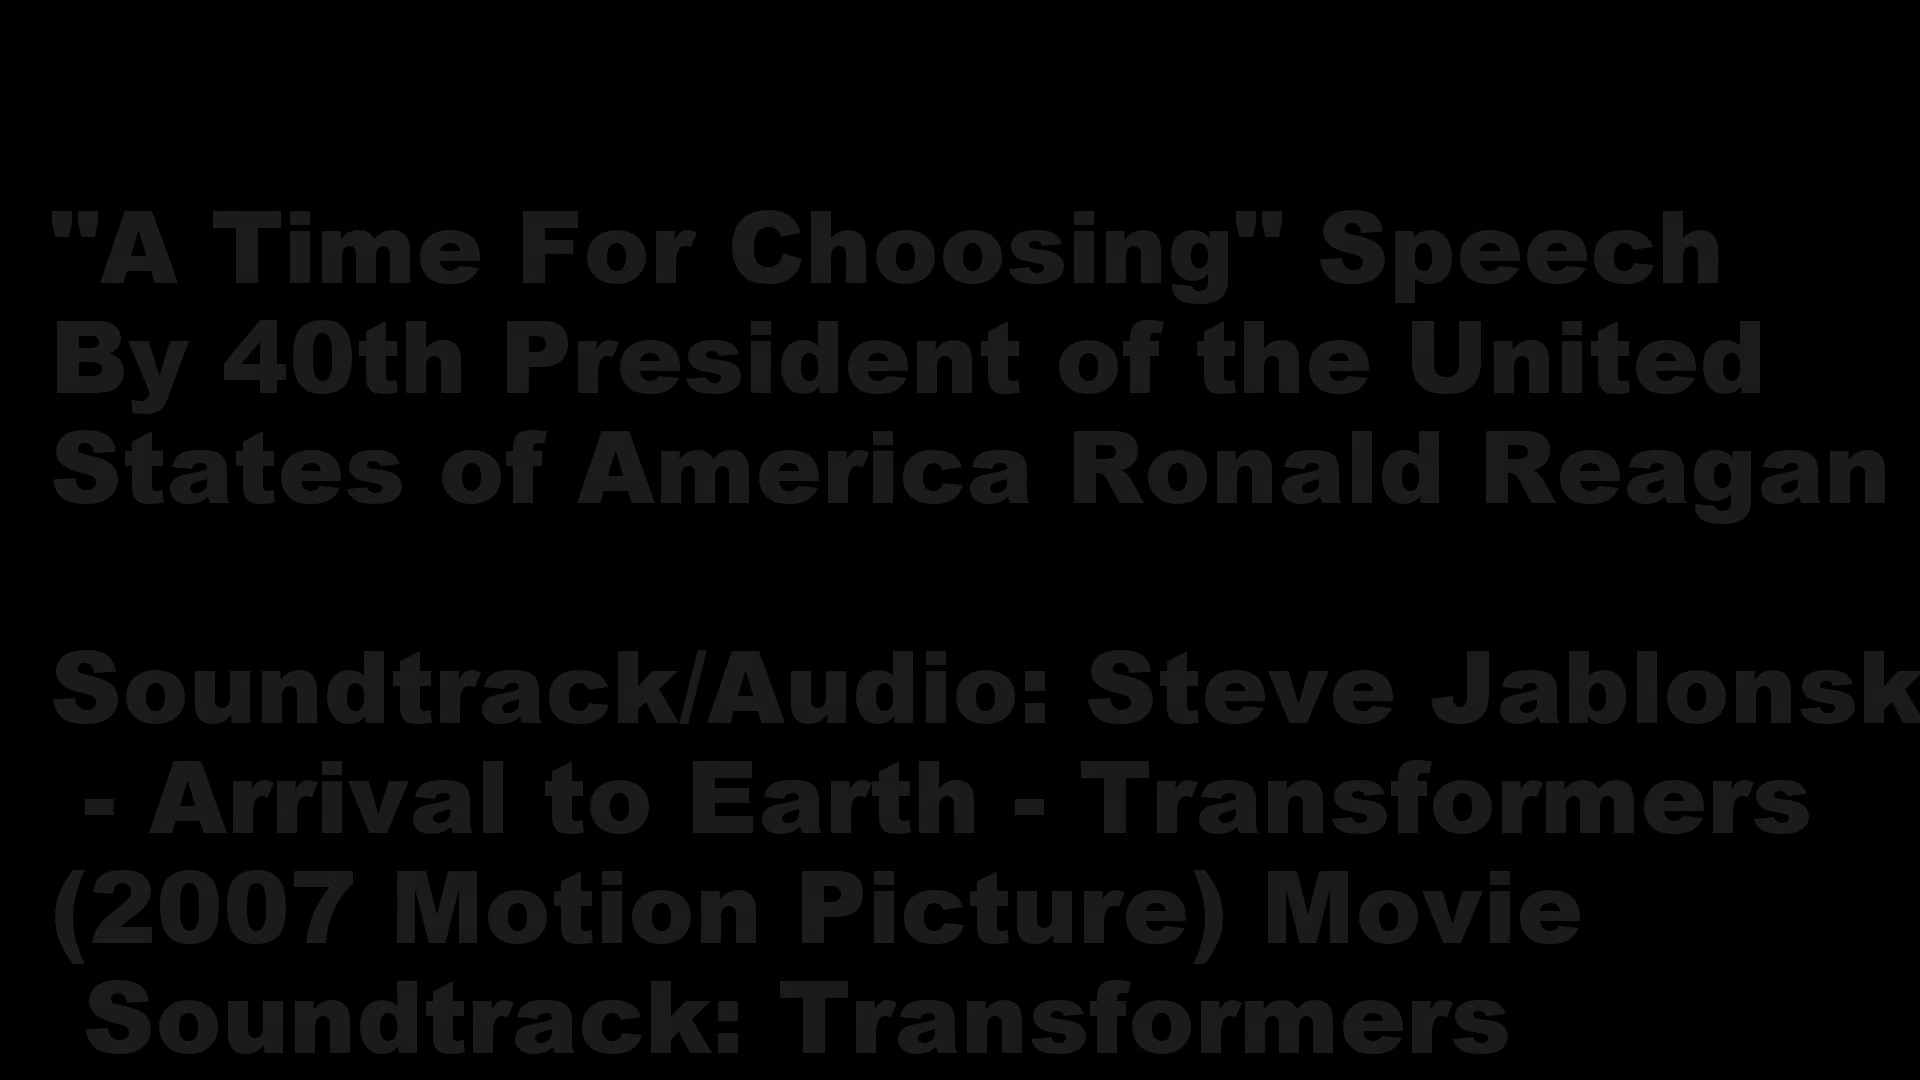 "A Time For Choosing" Speech
By 40th President of the United
States of America Ronald Reagan
Soundtrack/Audio: Steve Jablonsk
- Arrival to Earth - Transformers
(2007 Motion Picture) Movie
Soundtrack: Transformers